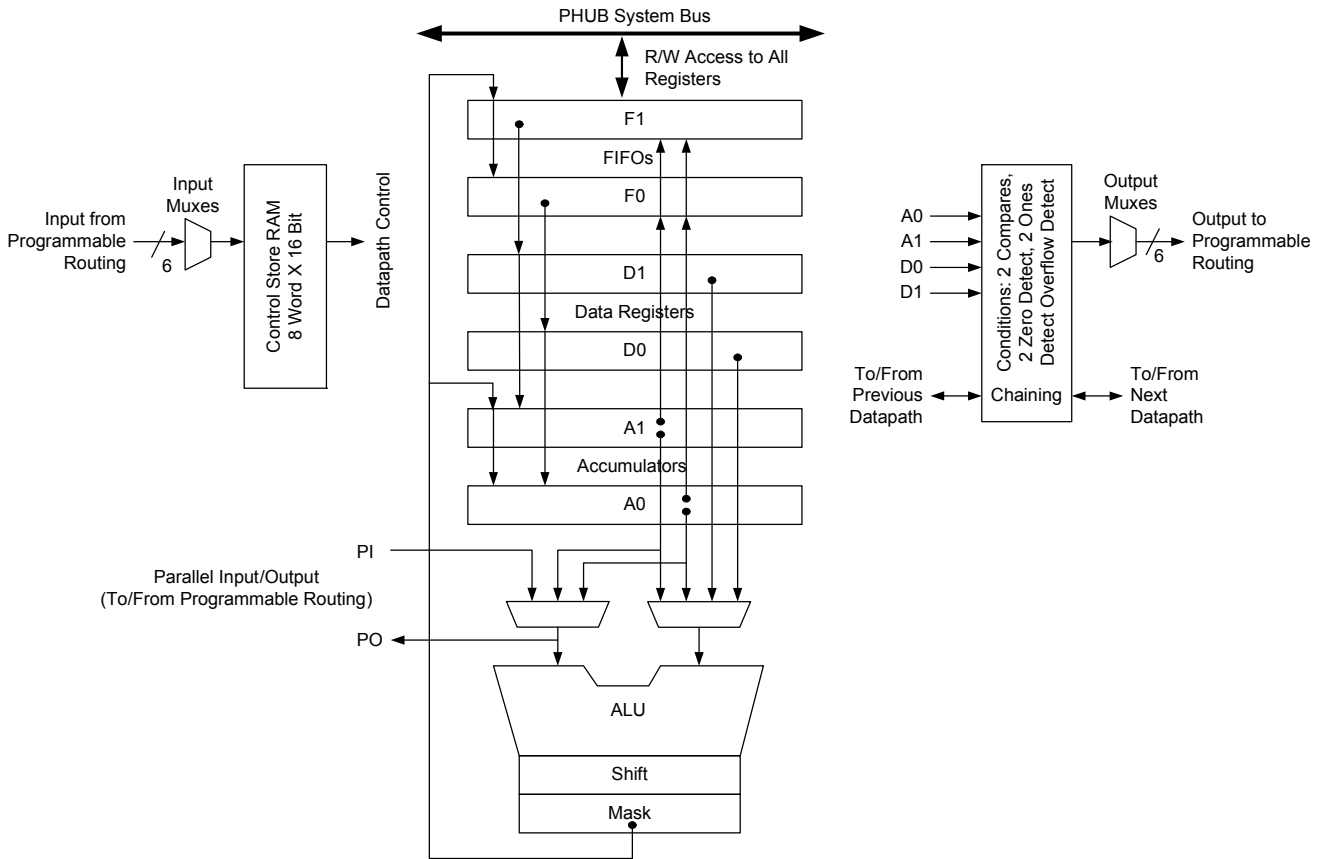 PHUB System Bus
R/W Access to All
Registers
F1
FIFOs
F0
D1
Data Registers
D0
A1
Accumulators
A0
Input from
Programmable
Routing
6
Input
Muxes
Control Store RAM
8 Word X 16 Bit
Datapath Control
A0
A1
D0
D1
Conditions: 2 Compares,
2 Zero Detect, 2 Ones
Detect Overflow Detect
Output
Muxes
6
Output to
Programmable
Routing
To/From
Previous
Datapath
Chaining
To/From
Next
Datapath
PI
Parallel Input/Output
(To/From Programmable Routing)
PO
ALU
Shift
Mask